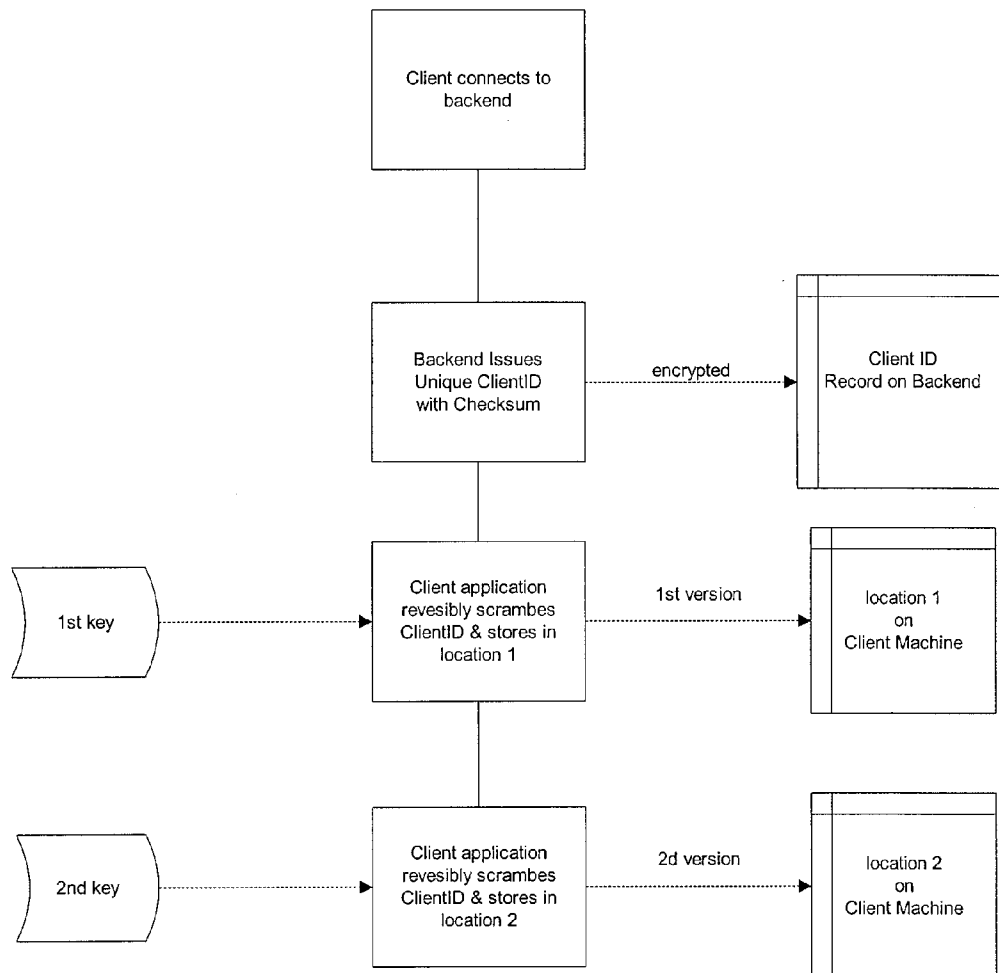 Client connects to
backend
Backend Issues
Unique ClientID
with Checksum
encrypted
Client ID
Record on Backend
1st key
Client application
revesibly scrambes
ClientID & stores in
location 1
1st version
location 1
on
Client Machine
2nd key
Client application
revesibly scrambes
ClientID & stores in
location 2
2d version
location 2
on
Client Machine